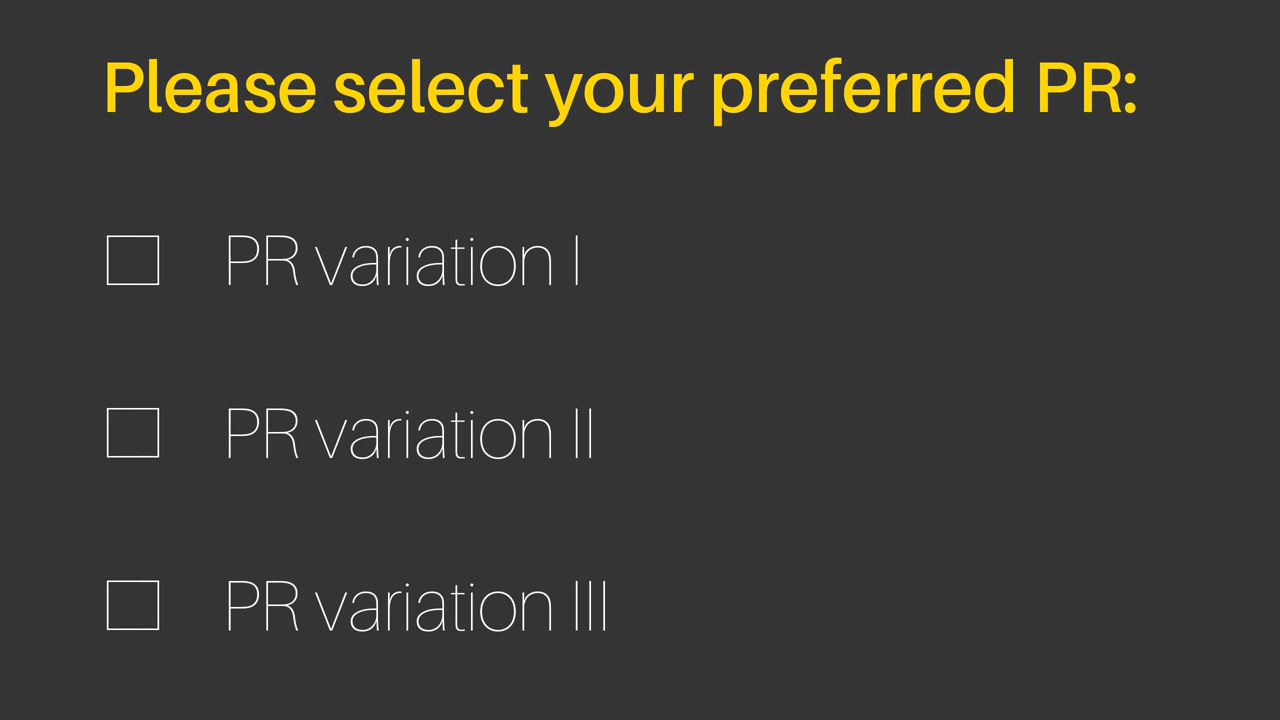 Please select your preferred PR:
☐ PR variation I
☐ PR variation II
☐ PR variation III